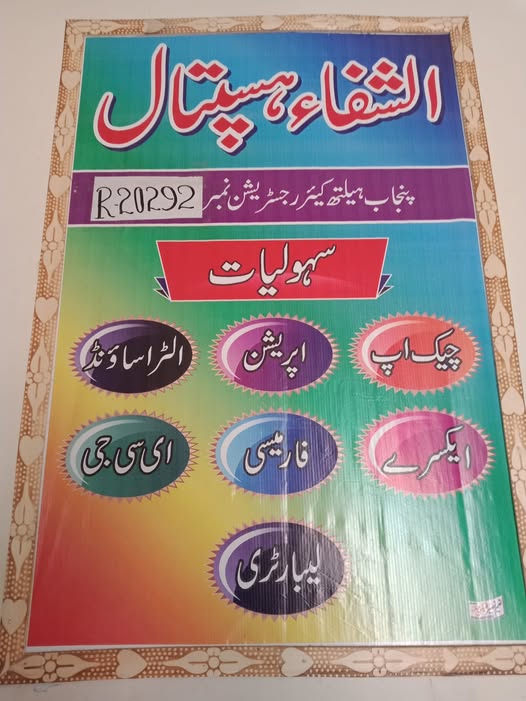 الشفاء ہسپتال
پنجاب ہیلتھ کیئر رجسٹریشن نمبر R-20292
سہولیات
چیک اپ اپریشن الٹراساؤنڈ
ایکسرے فارمیسی ای سی جی
لیبارٹری